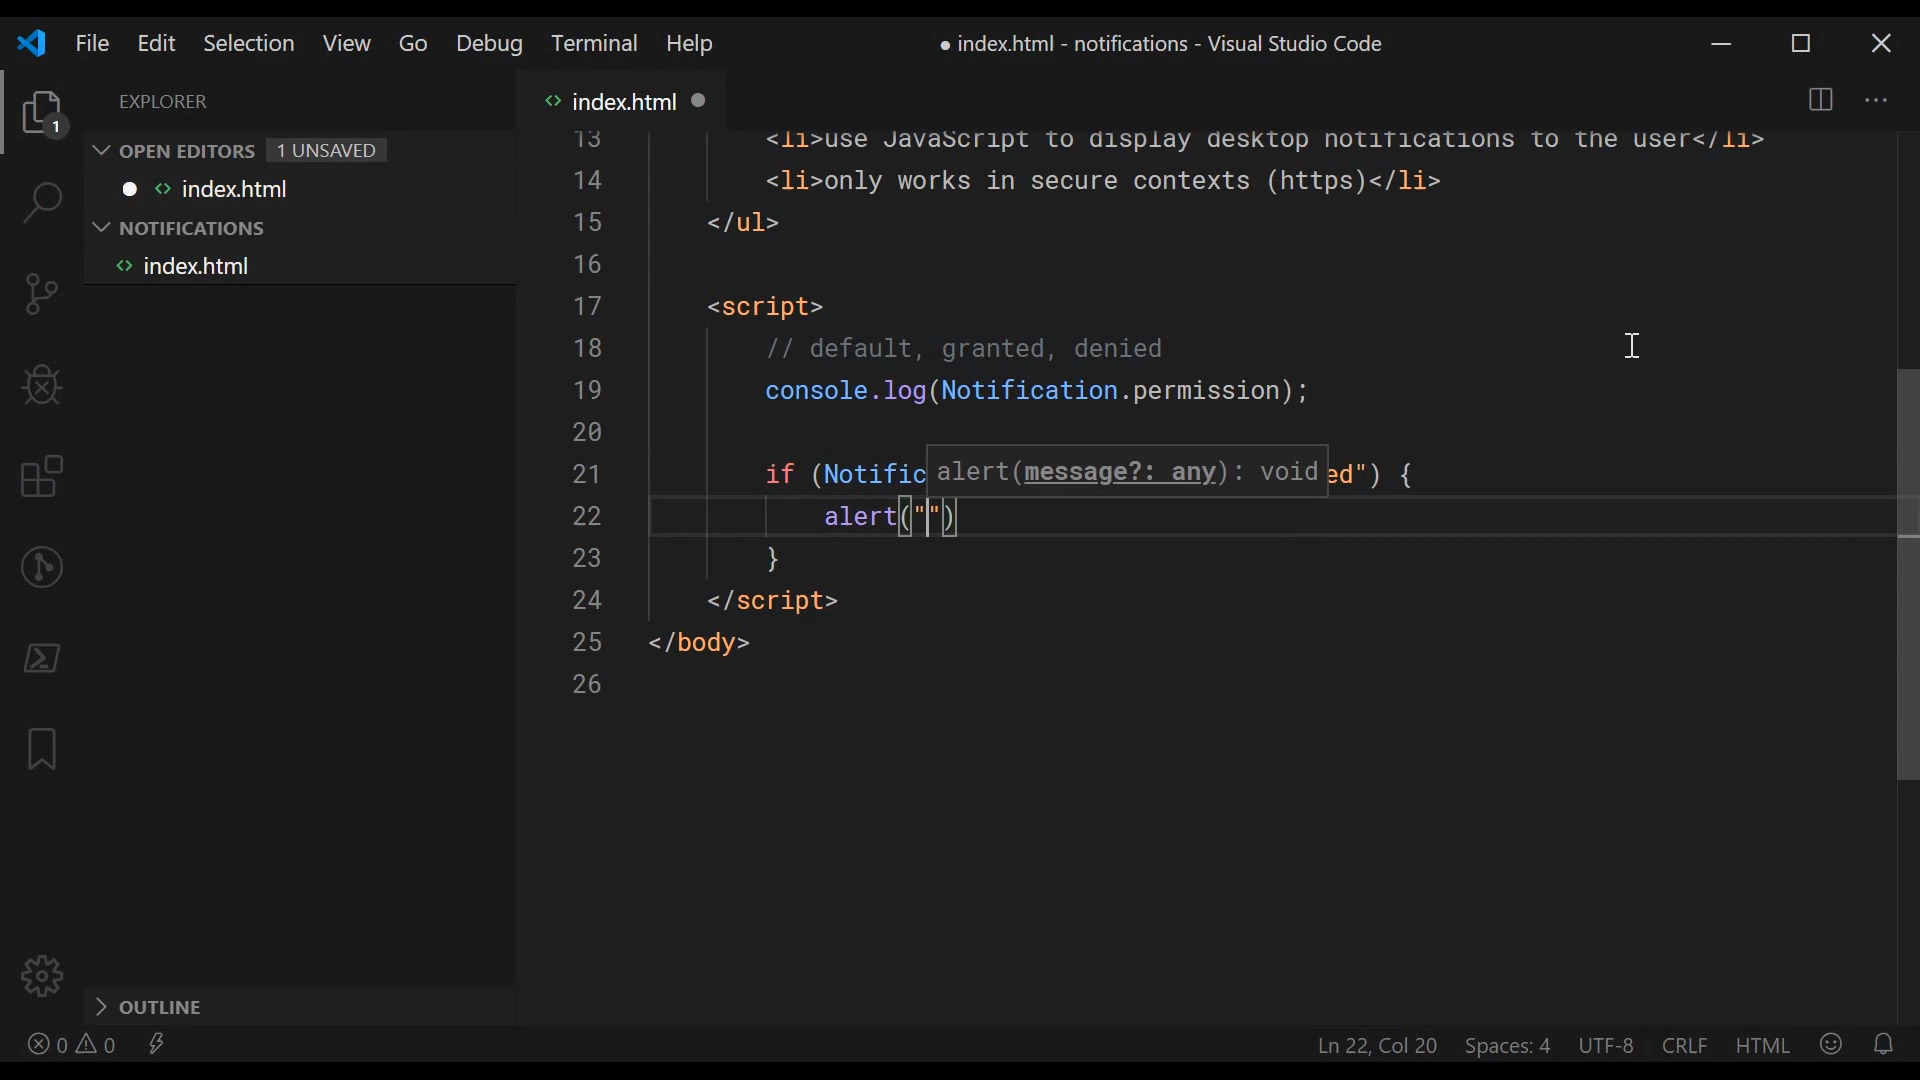 File Edit Selection View Go Debug Terminal Help
● index.html - notifications - Visual Studio Code
EXPLORER
1
OPEN EDITORS 1 UNSAVED
index.html
NOTIFICATIONS
index.html
OUTLINE
index.html
13 <li>use JavaScript to display desktop notifications to the user</li>
14 <li>only works in secure contexts (https)</li>
15 </ul>
16
17 <script>
18 // default, granted, denied
19 console.log(Notification.permission);
20
21 if (Notific alert(message?: any): void ed") {
22 alert("")
23 }
24 </script>
25 </body>
26
0 0 Ln 22, Col 20 Spaces: 4 UTF-8 CRLF HTML